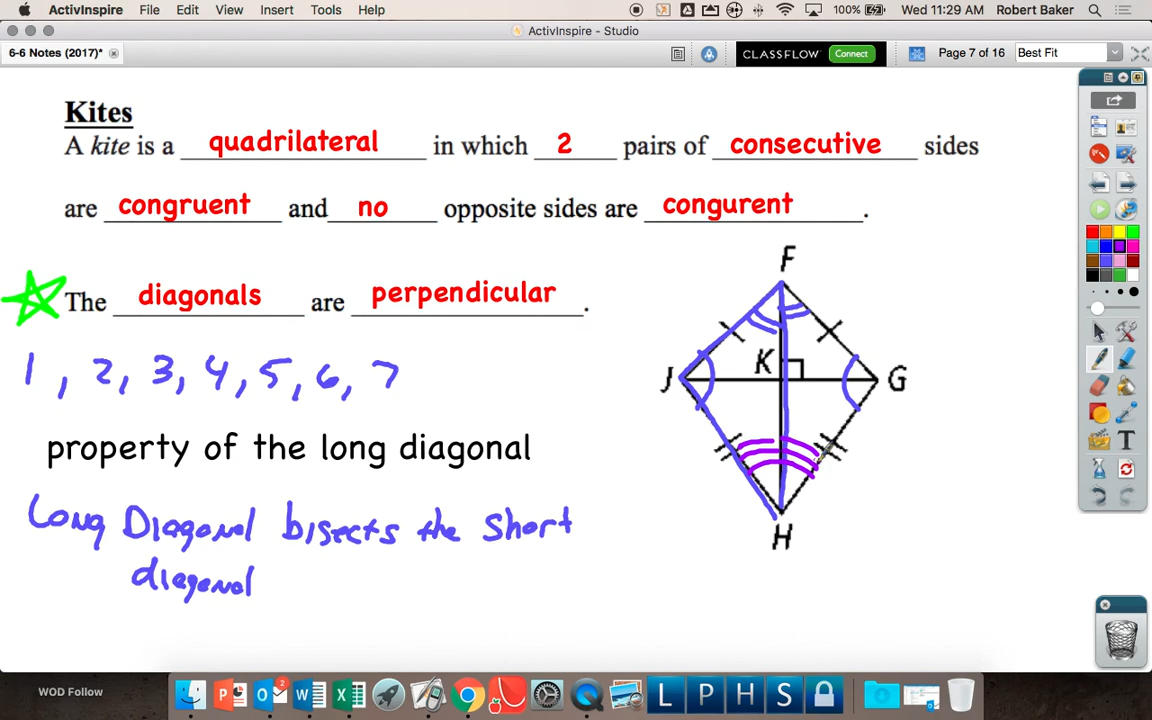 ActivInspire File Edit View Insert Tools Help 100% Wed 11:29 AM Robert Baker
ActivInspire - Studio
6-6 Notes (2017)* CLASSFLOW Connect Page 7 of 16 Best Fit
Kites
A kite is a quadrilateral in which 2 pairs of consecutive sides
are congruent and no opposite sides are congurent.
The diagonals are perpendicular.
1, 2, 3, 4, 5, 6, 7
property of the long diagonal
Long Diagonal bisects the short
diagonal
F
J K G
H
T
WOD Follow 2 L P H S